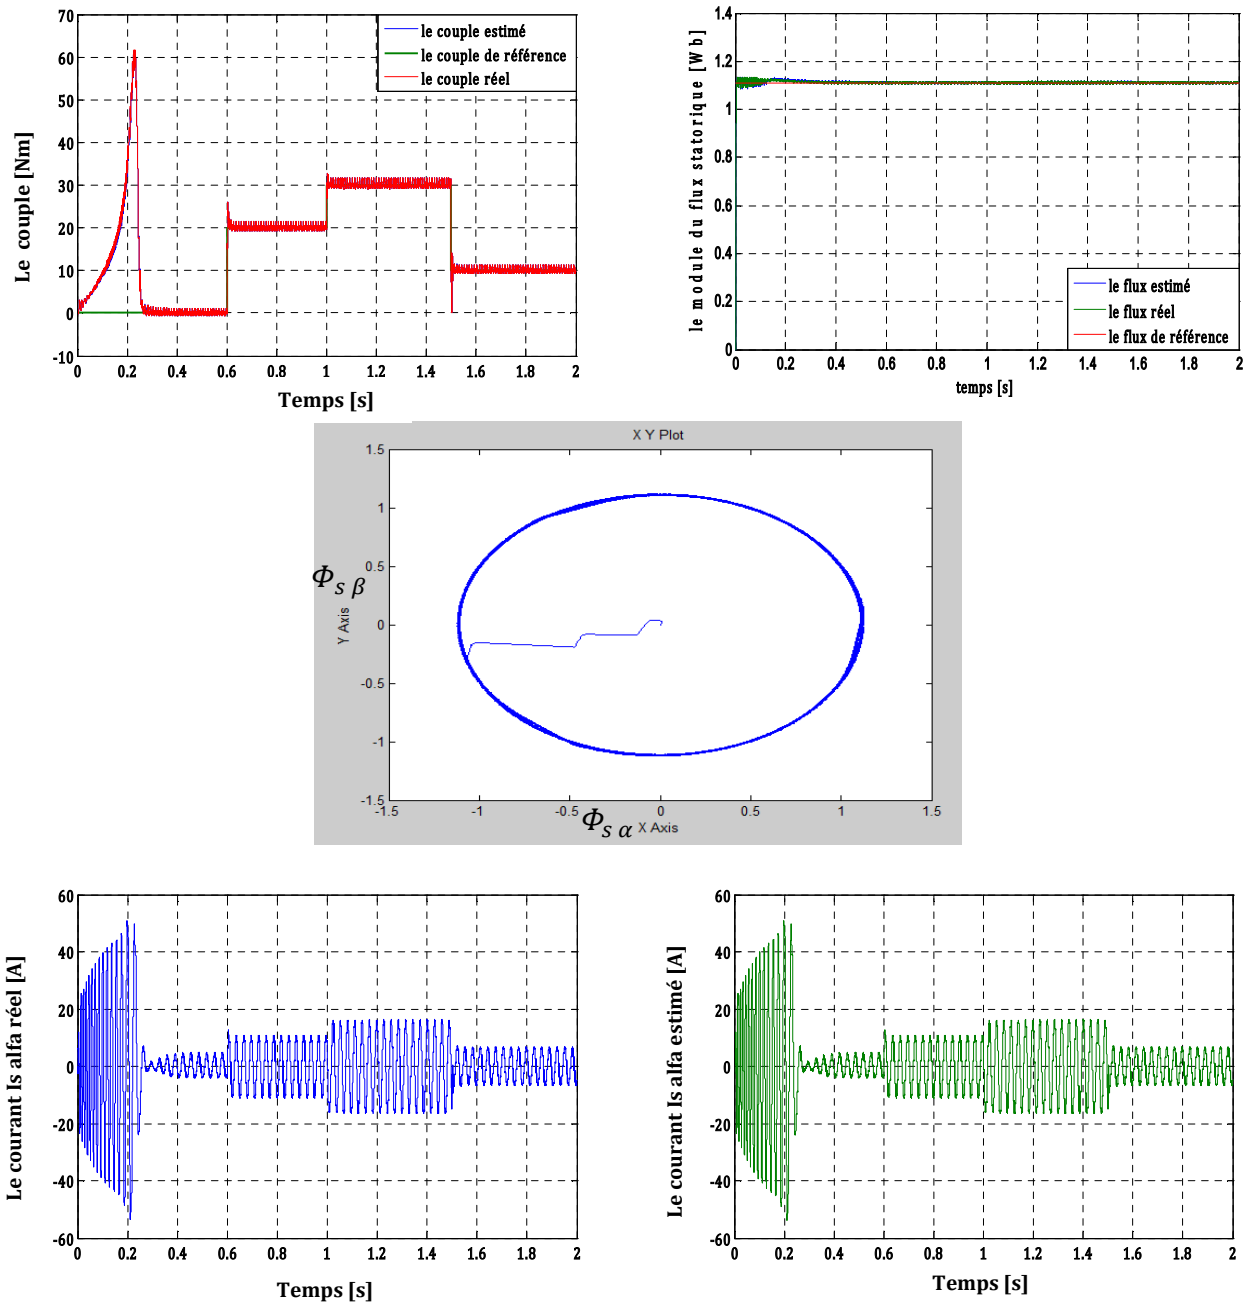 70
60
50
40
30
20
10
0
-10
Le couple [Nm]
le couple estimé
le couple de référence
le couple réel
0 0.2 0.4 0.6 0.8 1 1.2 1.4 1.6 1.8 2
Temps [s]
1.4
1.2
1
0.8
0.6
0.4
0.2
0
le module du flux statorique [Wb]
le flux estimé
le flux réel
le flux de référence
0 0.2 0.4 0.6 0.8 1 1.2 1.4 1.6 1.8 2
temps [s]
X Y Plot
1.5
1
0.5
0
-0.5
-1
-1.5
Φs β
Y Axis
-1.5 -1 -0.5 0 0.5 1 1.5
Φs α X Axis
60
40
20
0
-20
-40
-60
Le courant Is alfa réel [A]
0 0.2 0.4 0.6 0.8 1 1.2 1.4 1.6 1.8 2
Temps [s]
60
40
20
0
-20
-40
-60
Le courant Is alfa estimé [A]
0 0.2 0.4 0.6 0.8 1 1.2 1.4 1.6 1.8 2
Temps [s]